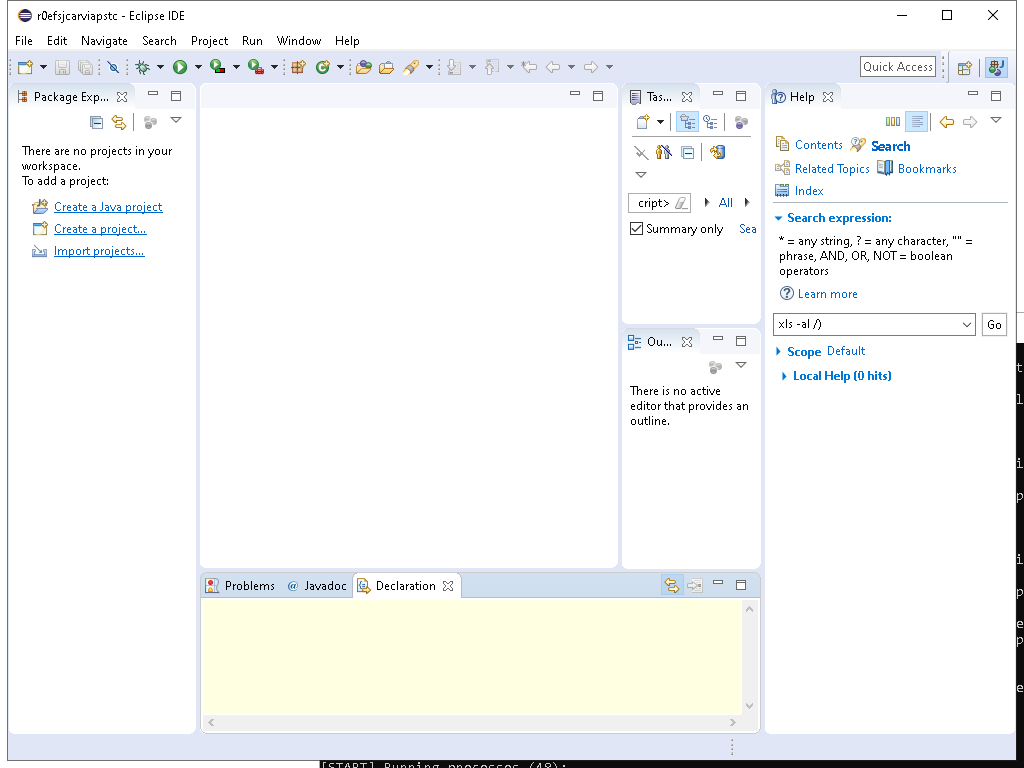 r0efsjcarviapstc - Eclipse IDE
File Edit Navigate Search Project Run Window Help
Quick Access
Package Exp...
There are no projects in your
workspace.
To add a project:
Create a Java project
Create a project...
Import projects...
Tas...
cript> All
Summary only Sea
Ou...
There is no active
editor that provides an
outline.
Help
Contents Search
Related Topics Bookmarks
Index
Search expression:
* = any string, ? = any character, "" =
phrase, AND, OR, NOT = boolean
operators
Learn more
xls -al /) Go
Scope Default
Local Help (0 hits)
Problems @ Javadoc Declaration
[START] Running processes (48):